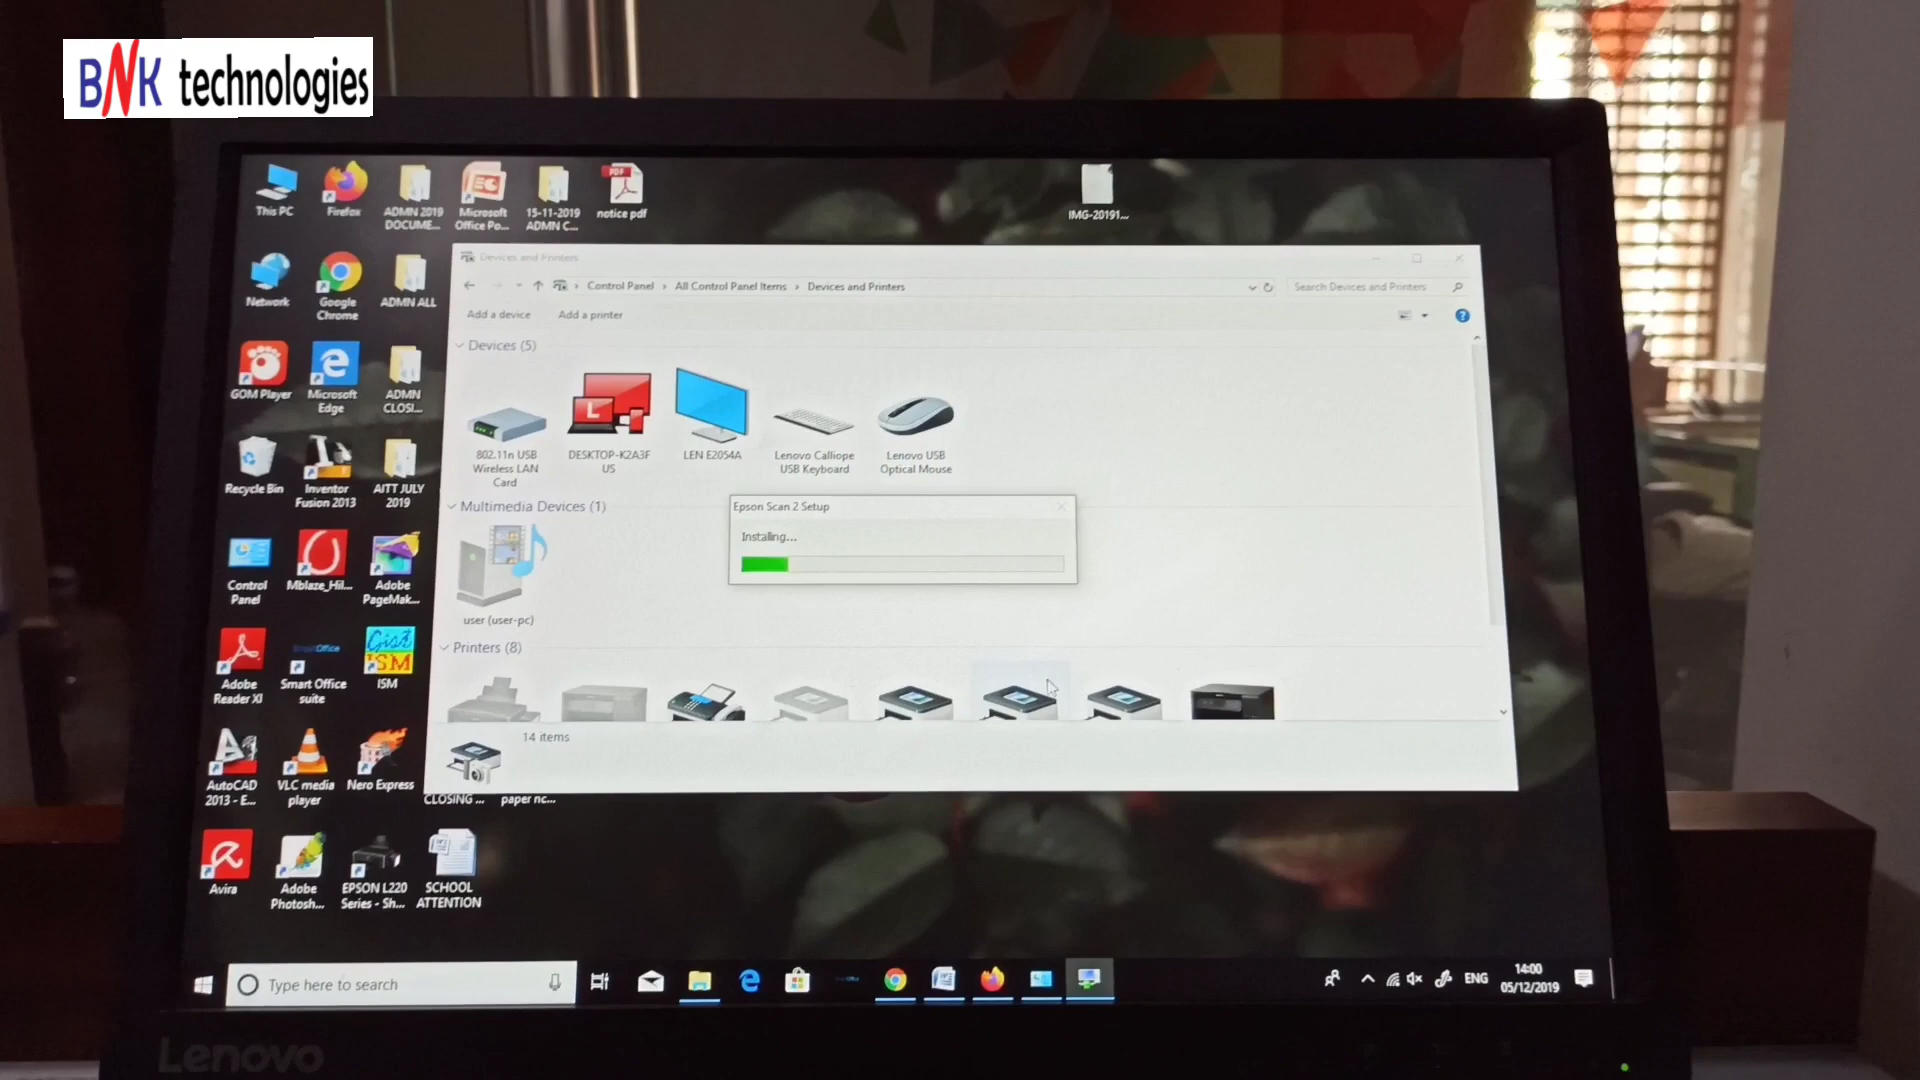 BNK technologies
This PC
Firefox
ADMN 2019
DOCUME...
Microsoft
Office Po...
15-11-2019
ADMN C...
PDF
notice pdf
IMG-20191...
Network
Google
Chrome
ADMN ALL
GOM Player
Microsoft
Edge
ADMN
CLOSI...
Recycle Bin
Inventor
Fusion 2013
AITT JULY
2019
Control
Panel
Mblaze_Hil...
Adobe
PageMak...
Adobe
Reader XI
Smart Office
suite
Gist
ISM
ISM
AutoCAD
2013 - E...
VLC media
player
Nero Express
CLOSING ...
paper nc...
Avira
Adobe
Photosh...
EPSON L220
Series - Sh...
SCHOOL
ATTENTION
Devices and Printers
Control Panel > All Control Panel Items > Devices and Printers
Search Devices and Printers
Add a device
Add a printer
Devices (5)
802.11n USB
Wireless LAN
Card
L
DESKTOP-K2A3F
US
LEN E2054A
Lenovo Calliope
USB Keyboard
Lenovo USB
Optical Mouse
Multimedia Devices (1)
user (user-pc)
Epson Scan 2 Setup
Installing...
Printers (8)
14 items
Type here to search
ENG
14:00
05/12/2019
Lenovo